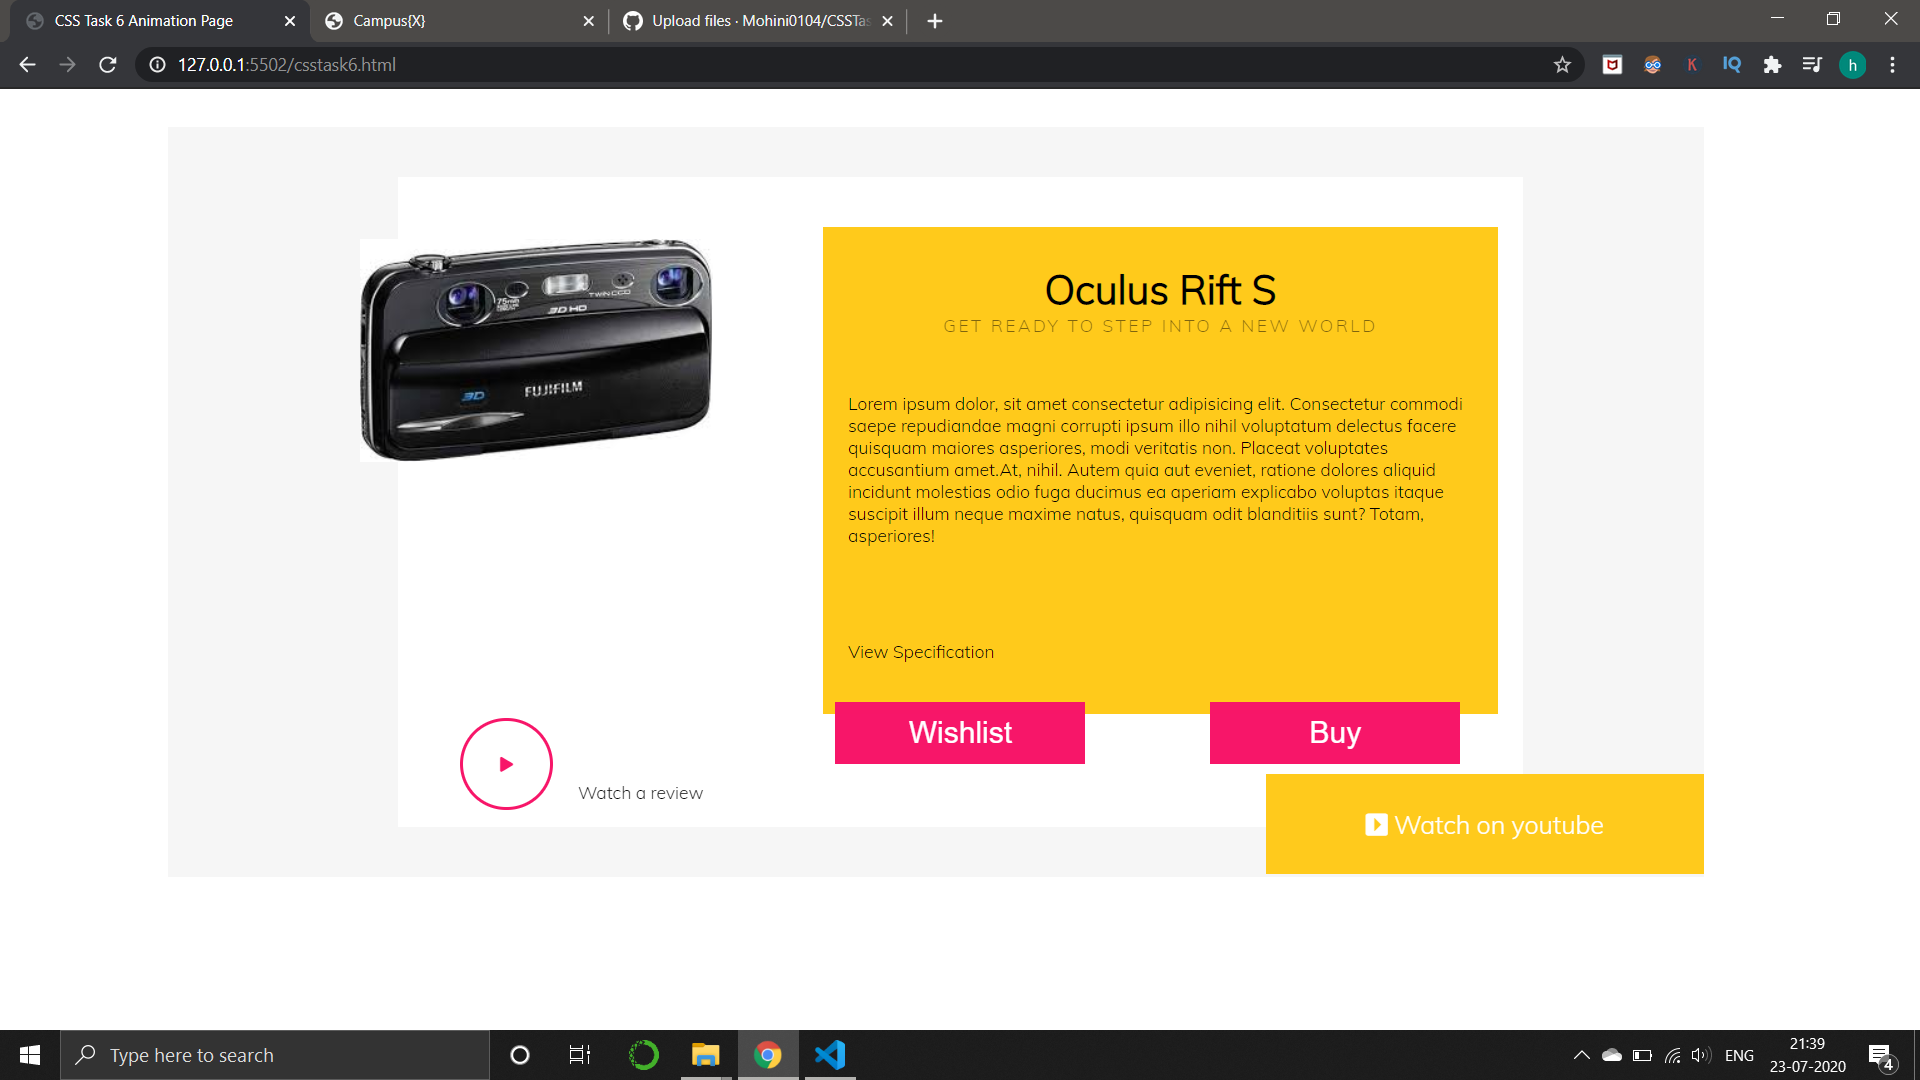 CSS Task 6 Animation Page
Campus{X}
Upload files · Mohini0104/CSSTas
127.0.0.1:5502/csstask6.html
K
IQ
h
3D HD
3D
FUJIFILM
Oculus Rift S
GET READY TO STEP INTO A NEW WORLD
Lorem ipsum dolor, sit amet consectetur adipisicing elit. Consectetur commodi
saepe repudiandae magni corrupti ipsum illo nihil voluptatum delectus facere
quisquam maiores asperiores, modi veritatis non. Placeat voluptates
accusantium amet.At, nihil. Autem quia aut eveniet, ratione dolores aliquid
incidunt molestias odio fuga ducimus ea aperiam explicabo voluptas itaque
suscipit illum neque maxime natus, quisquam odit blanditiis sunt? Totam,
asperiores!
View Specification
Wishlist
Buy
Watch a review
Watch on youtube
Type here to search
ENG
21:39
23-07-2020
4